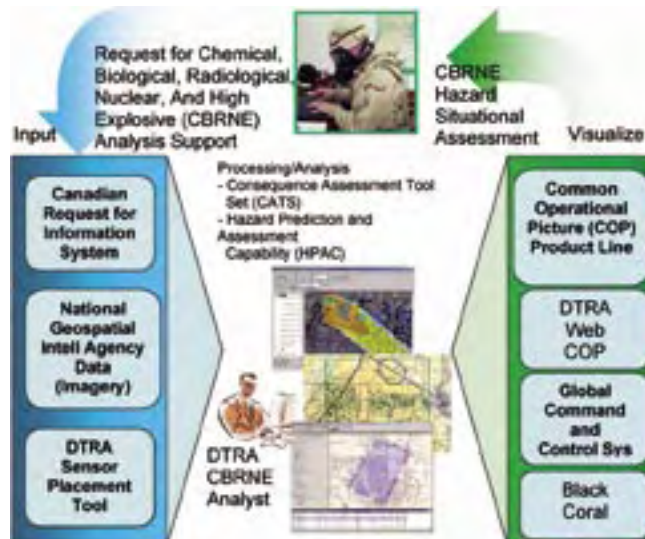 Request for Chemical,
Biological, Radiological,
Nuclear, And High
Explosive (CBRNE)
Analysis Support
CBRNE
Hazard
Situational
Assessment
Input
Visualize
Canadian
Request for
Information
System
National
Geospatial
Intell Agency
Data
(Imagery)
DTRA
Sensor
Placement
Tool
Processing/Analysis
- Consequence Assessment Tool
Set (CATS)
- Hazard Prediction and
Assessment
Capability (HPAC)
DTRA
CBRNE
Analyst
Common
Operational
Picture (COP)
Product Line
DTRA
Web
COP
Global
Command
and
Control Sys
Black
Coral